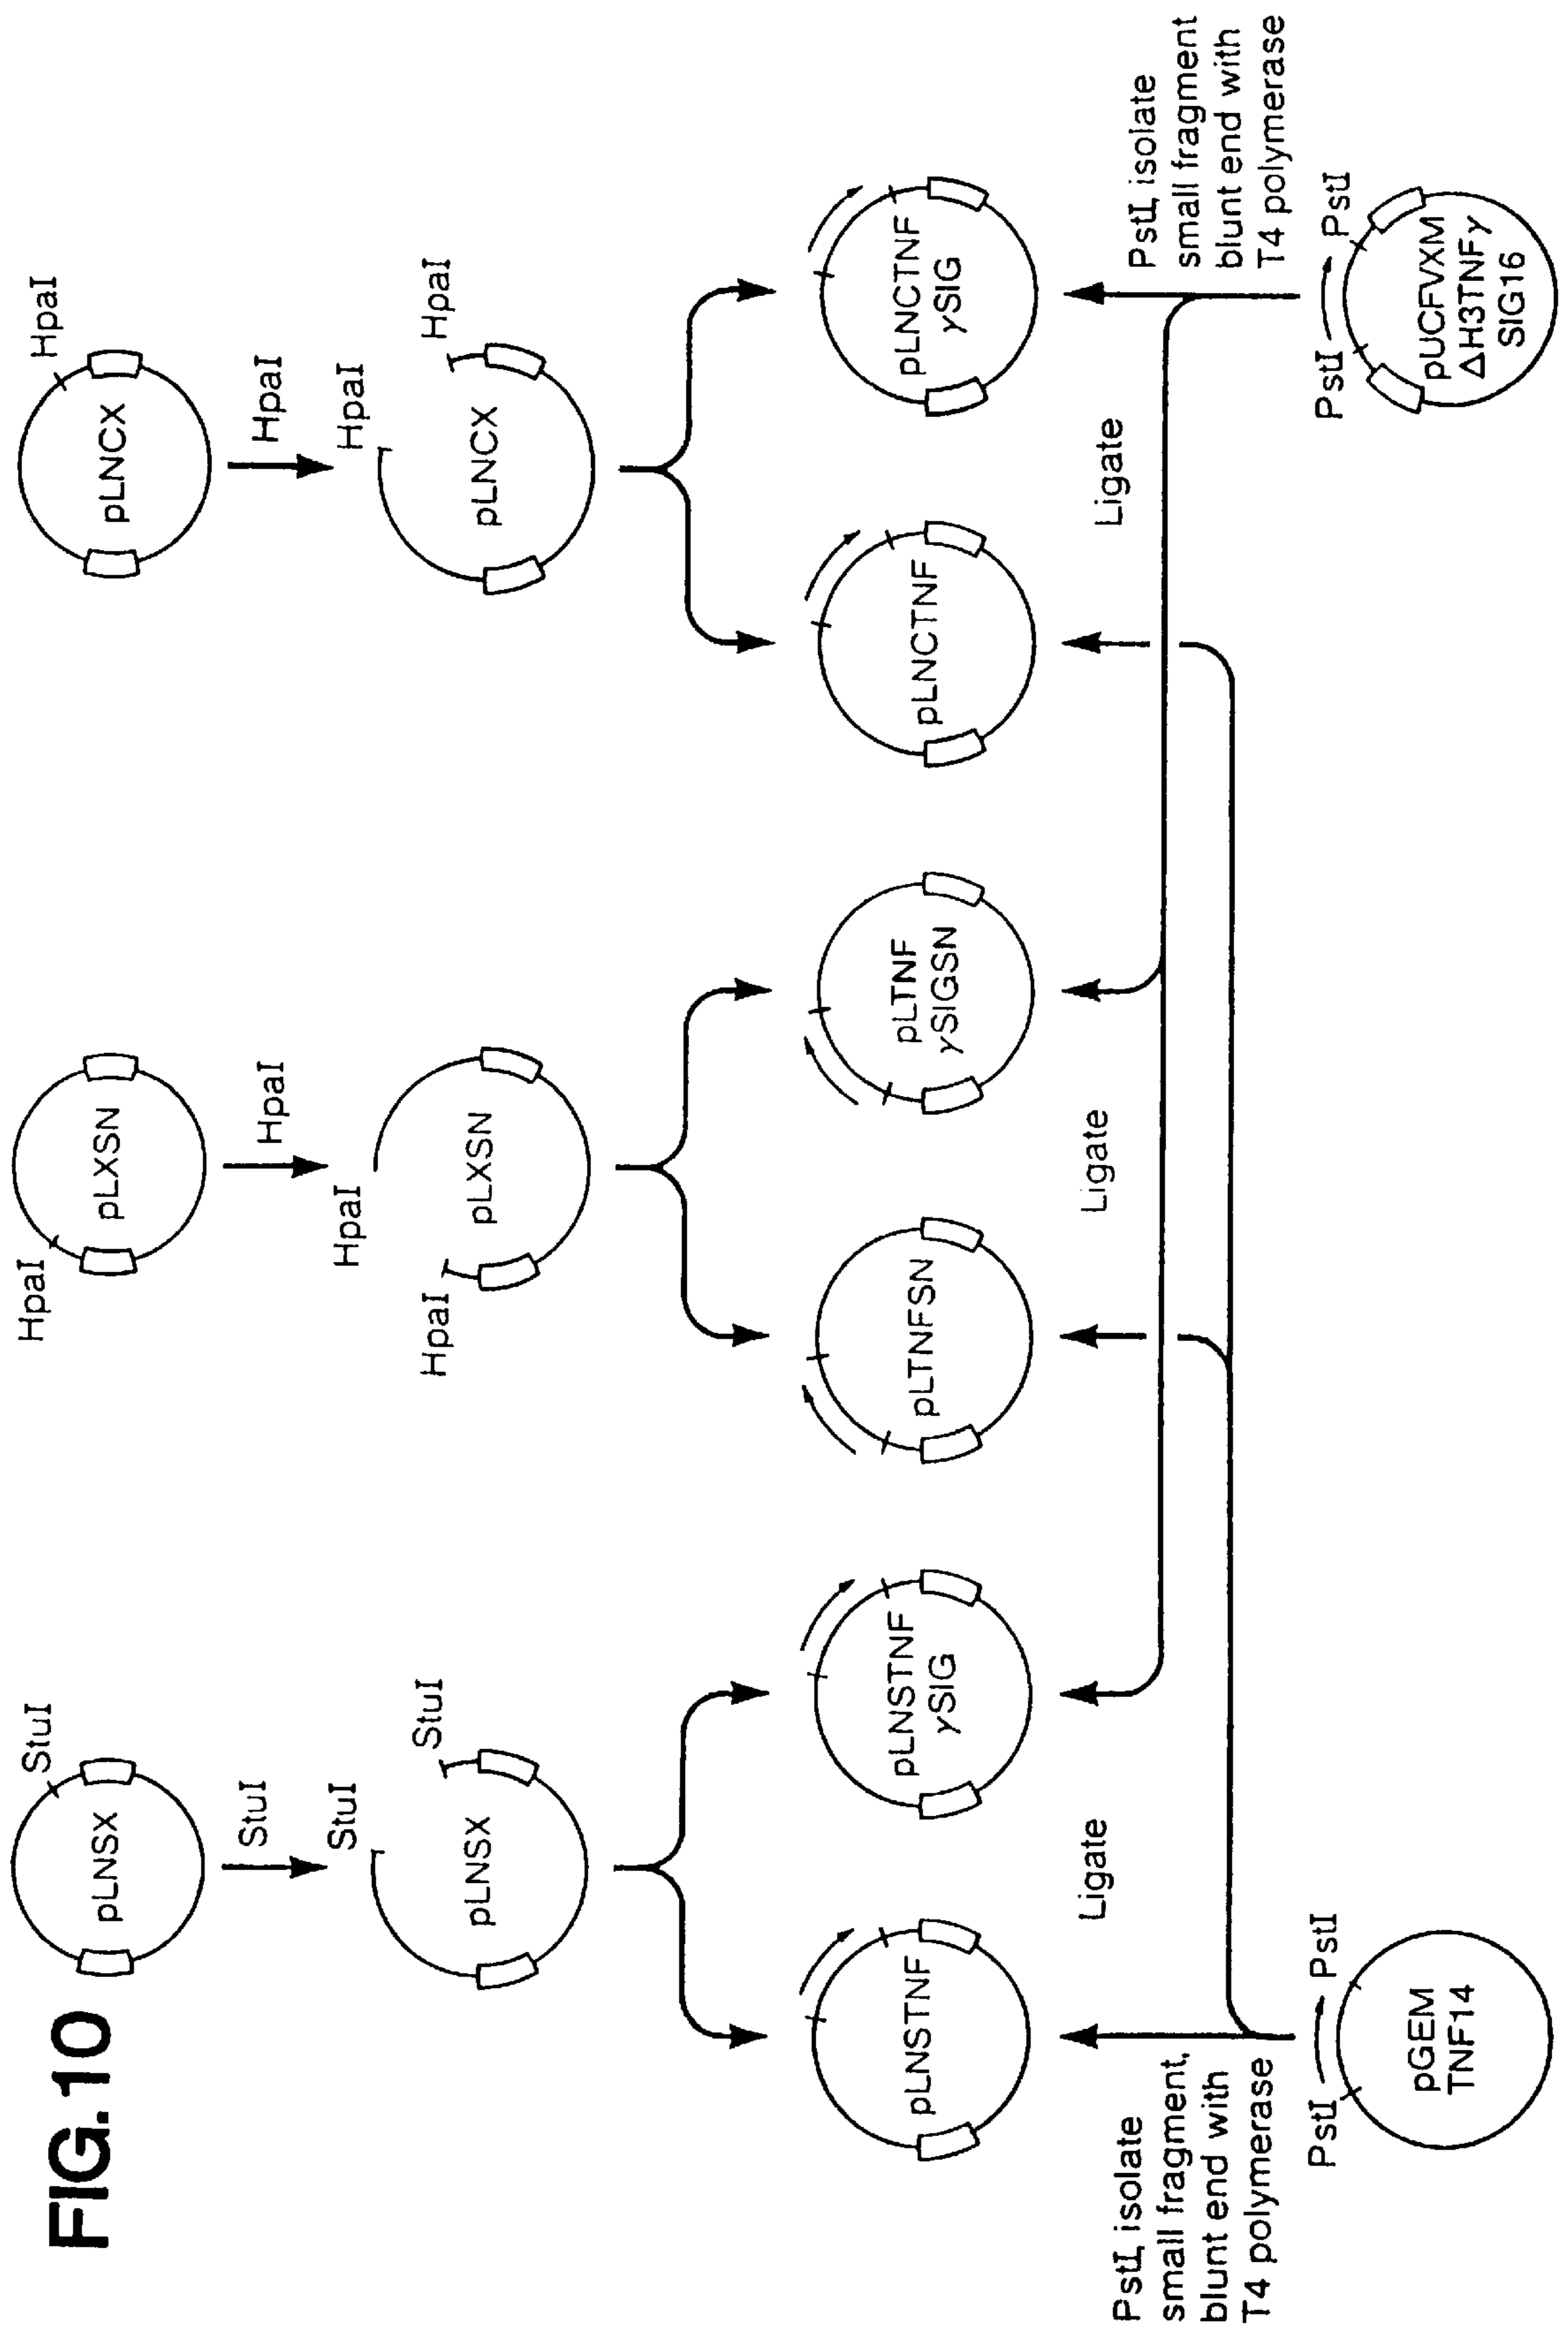 FIG. 10
StuI
pLNSX
StuI
StuI
StuI
pLNSX
HpaI
pLXSN
HpaI
HpaI
HpaI
pLXSN
HpaI
pLNCX
HpaI
HpaI
HpaI
pLNCX
pLNSTNF
pLNSTNF
γSIG
pLTNFSN
pLTNF
γSIGSN
pLNCTNF
pLNCTNF
γSIG
Ligate
Ligate
Ligate
PstI, isolate
small fragment,
blunt end with
T4 polymerase
PstI
PstI
pGEM
TNF14
PstI, isolate
small fragment
blunt end with
T4 polymerase
PstI
PstI
pUCFVXM
ΔH3TNFγ
SIG16